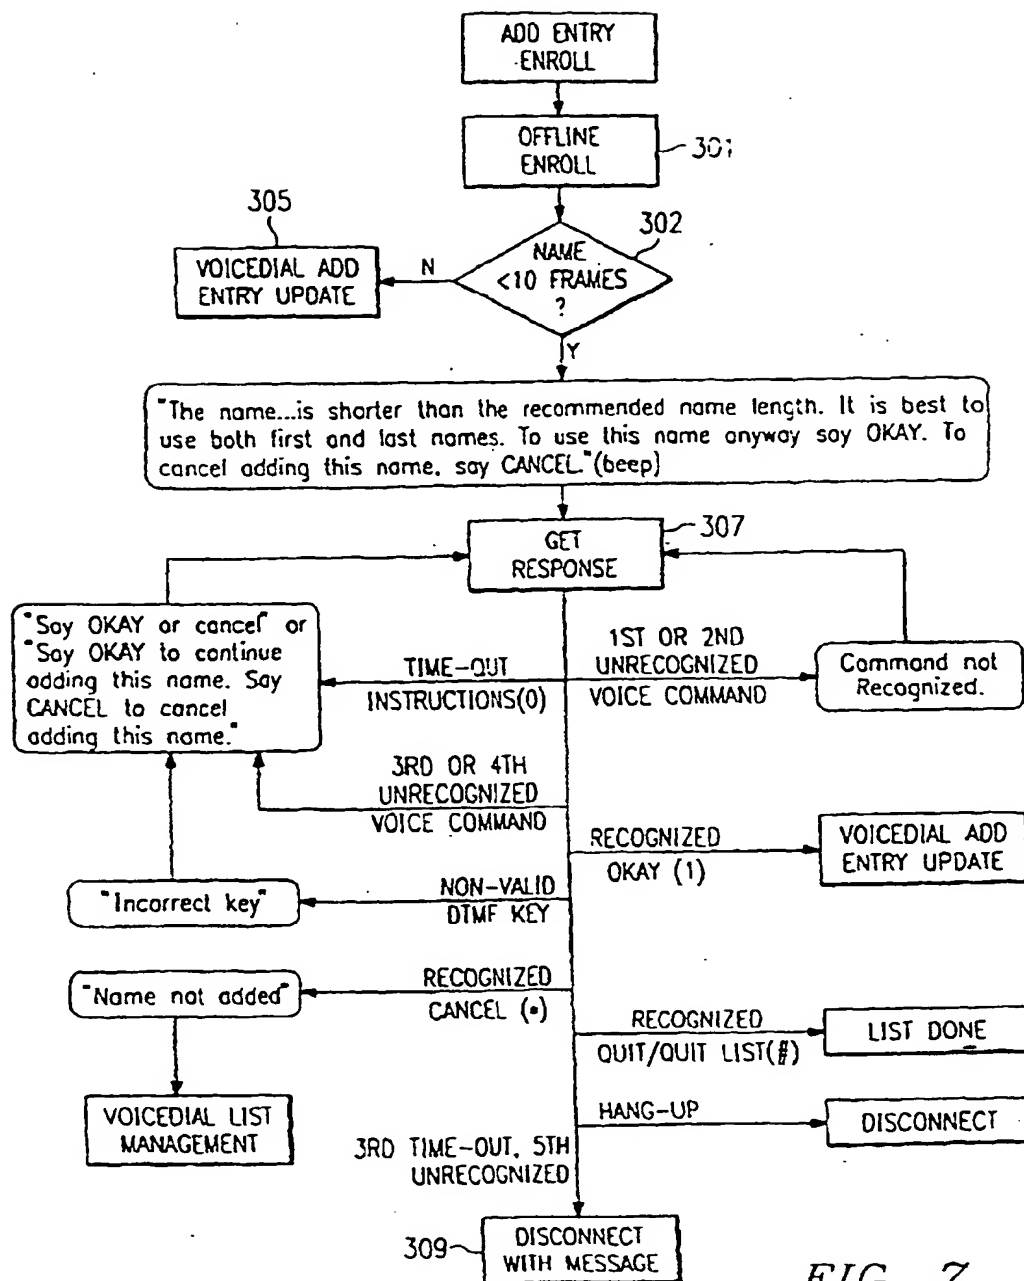 ADD ENTRY
ENROLL
OFFLINE
ENROLL
301
305
302
NAME
<10 FRAMES
?
VOICEDIAL ADD
ENTRY UPDATE
N
Y
"The name...is shorter than the recommended name length. It is best to
use both first and last names. To use this name anyway say OKAY. To
cancel adding this name, say CANCEL."(beep)
307
GET
RESPONSE
"Say OKAY or cancel" or
"Say OKAY to continue
adding this name. Say
CANCEL to cancel
adding this name."
TIME-OUT
INSTRUCTIONS(0)
1ST OR 2ND
UNRECOGNIZED
VOICE COMMAND
Command not
Recognized.
3RD OR 4TH
UNRECOGNIZED
VOICE COMMAND
RECOGNIZED
OKAY (1)
VOICEDIAL ADD
ENTRY UPDATE
"Incorrect key"
NON-VALID
DTMF KEY
"Name not added"
RECOGNIZED
CANCEL (*)
RECOGNIZED
QUIT/QUIT LIST(#)
LIST DONE
VOICEDIAL LIST
MANAGEMENT
HANG-UP
DISCONNECT
3RD TIME-OUT, 5TH
UNRECOGNIZED
309
DISCONNECT
WITH MESSAGE
FIG. 7